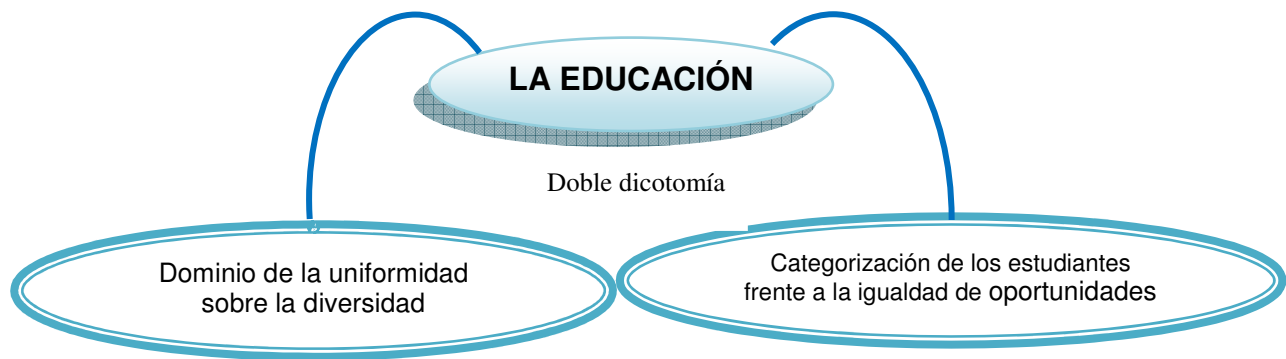 LA EDUCACIÓN
Doble dicotomía
Dominio de la uniformidad
sobre la diversidad
Categorización de los estudiantes
frente a la igualdad de oportunidades